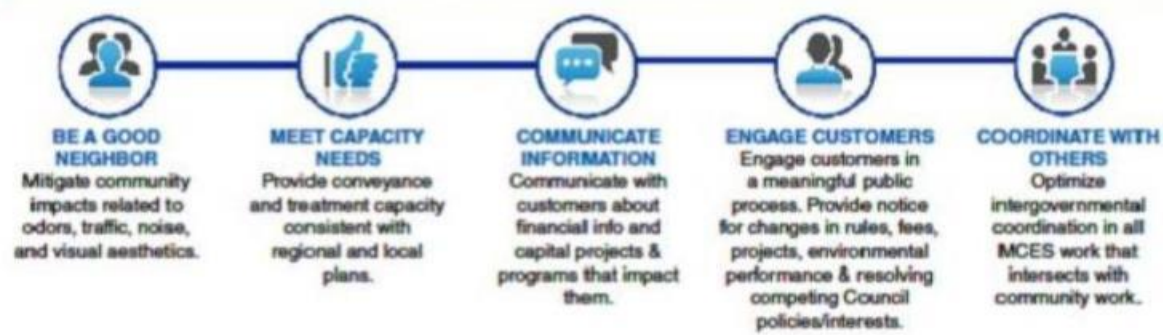 BE A GOOD
NEIGHBOR
Mitigate community
impacts related to
odors, traffic, noise,
and visual aesthetics.
MEET CAPACITY
NEEDS
Provide conveyance
and treatment capacity
consistent with
regional and local
plans.
COMMUNICATE
INFORMATION
Communicate with
customers about
financial info and
capital projects &
programs that impact
them.
ENGAGE CUSTOMERS
Engage customers in
a meaningful public
process. Provide notice
for changes in rules, fees,
projects, environmental
performance & resolving
competing Council
policies/interests.
COORDINATE WITH
OTHERS
Optimize
intergovernmental
coordination in all
MCES work that
intersects with
community work.